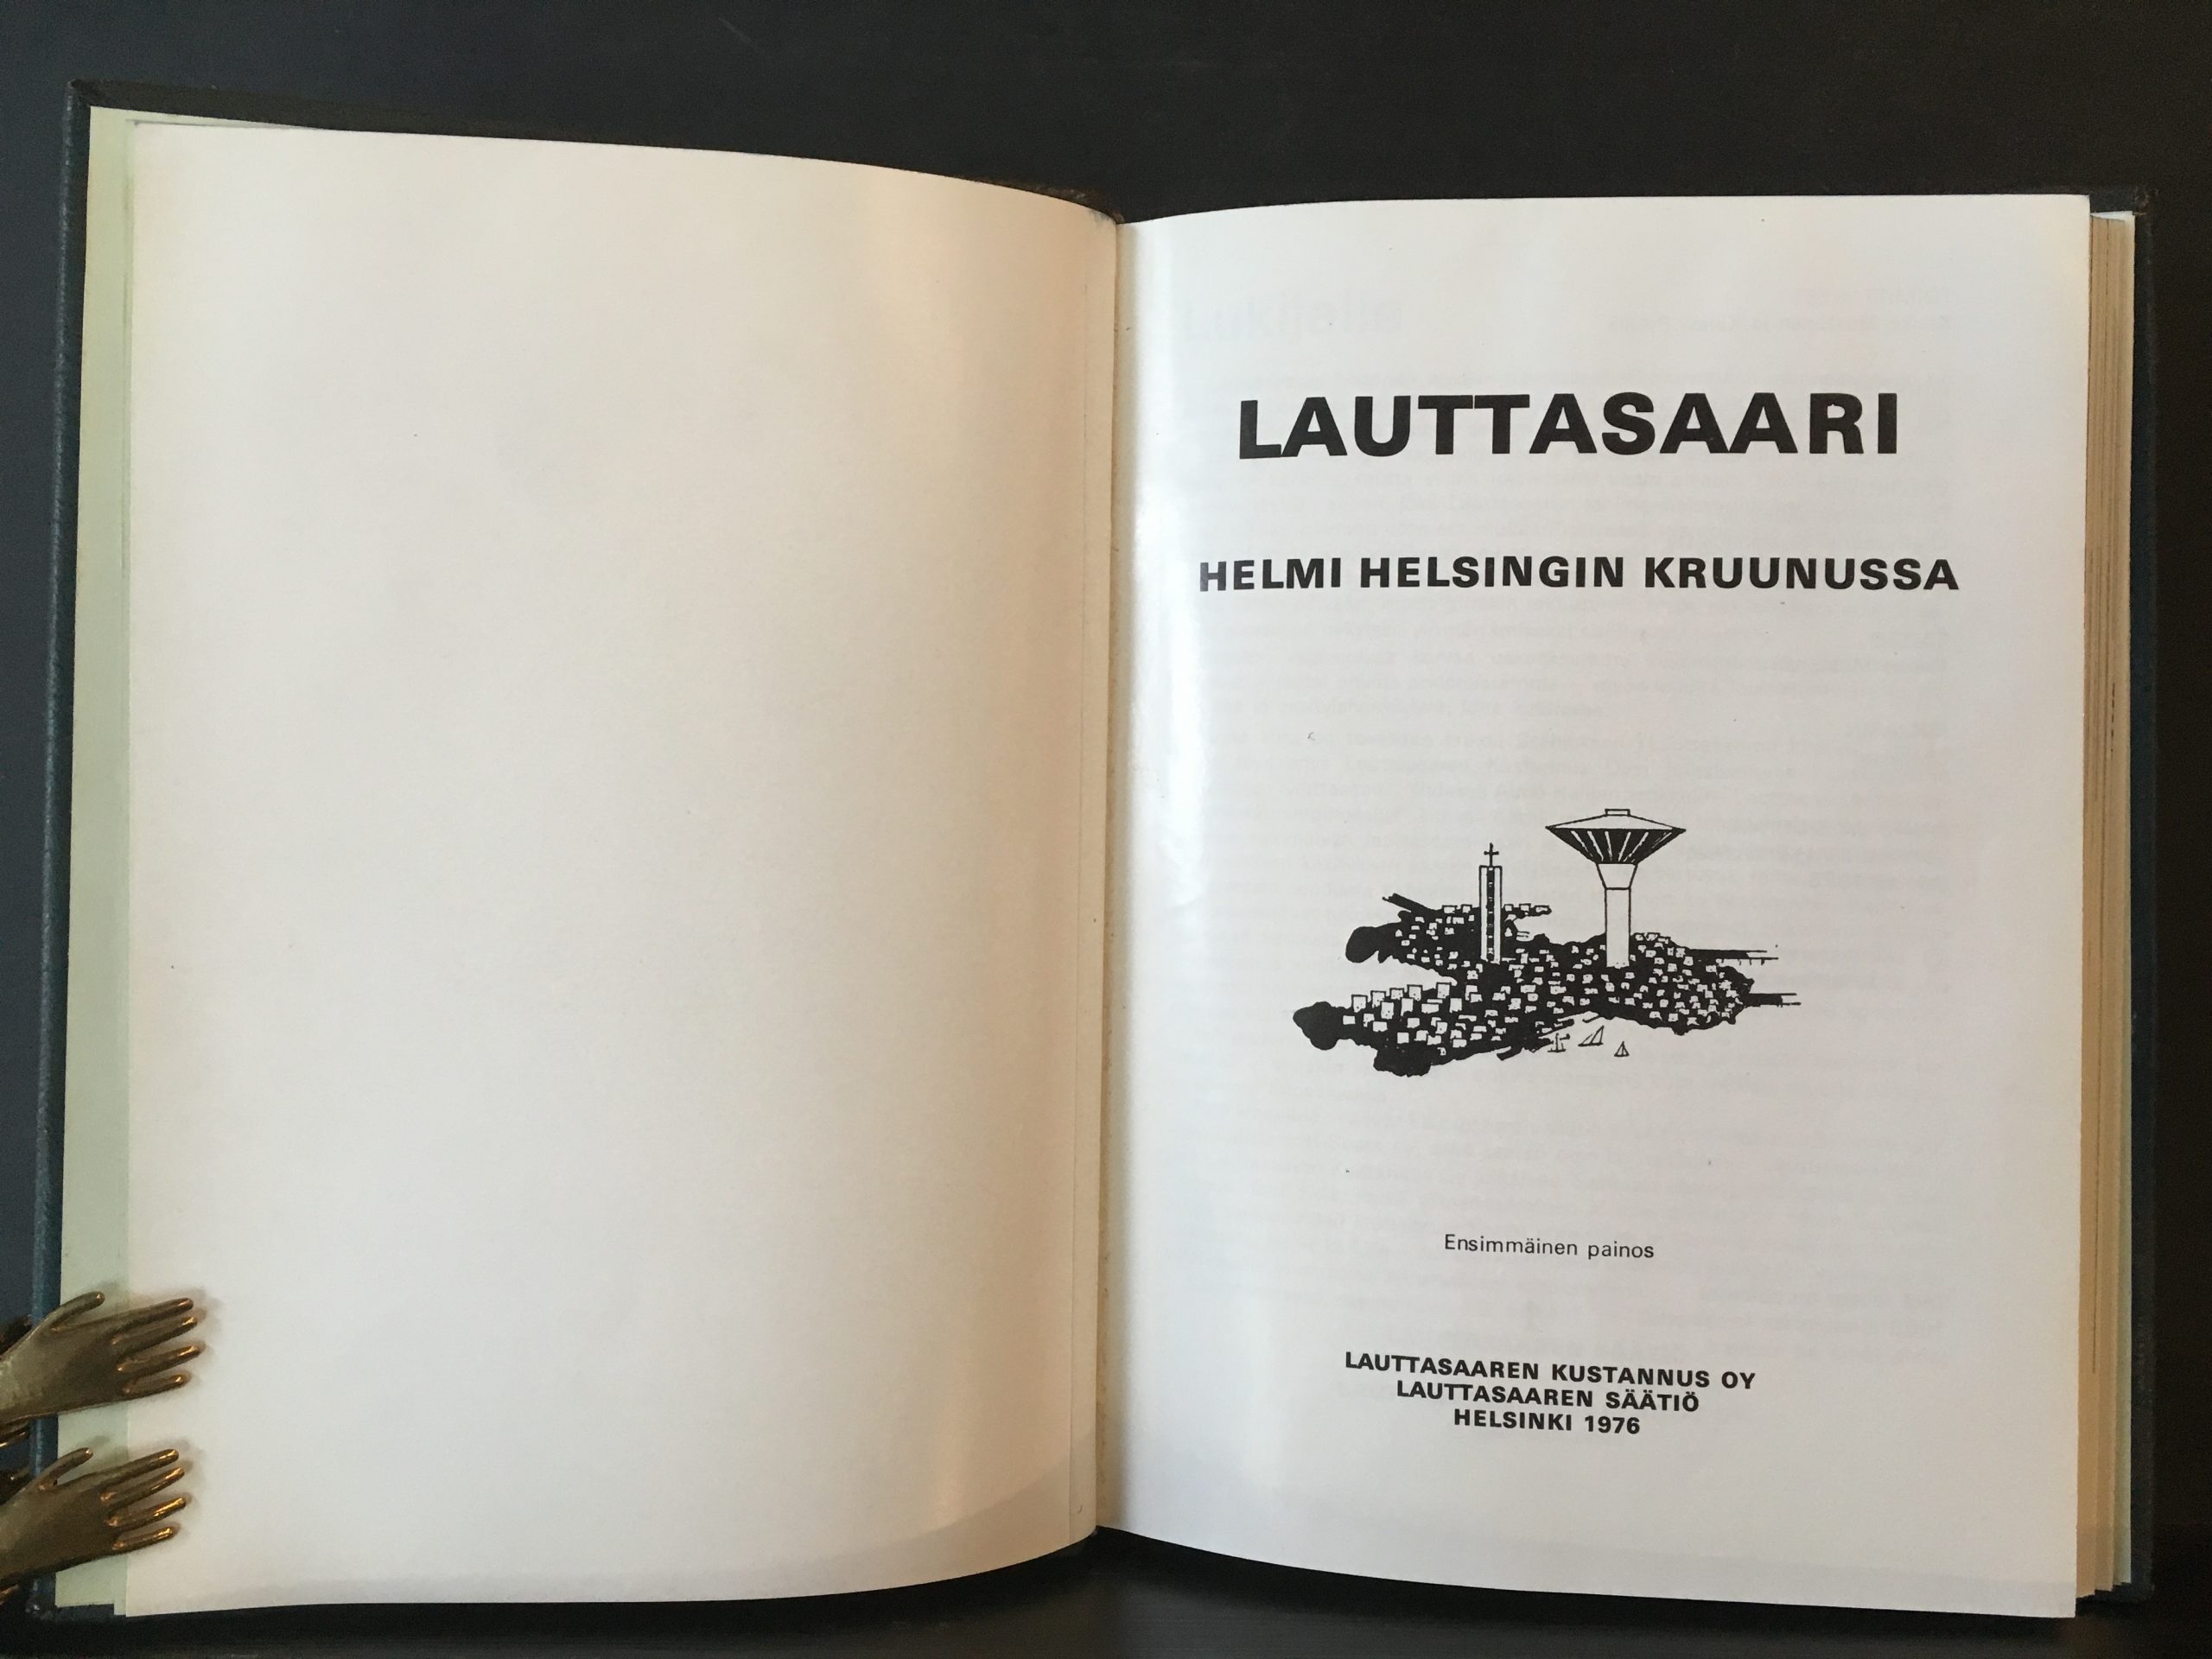 LAUTTASAARI
HELMI HELSINGIN KRUUNUSSA
Ensimmäinen painos
LAUTTASAAREN KUSTANNUS OY
LAUTTASAAREN SÄÄTIÖ
HELSINKI 1976